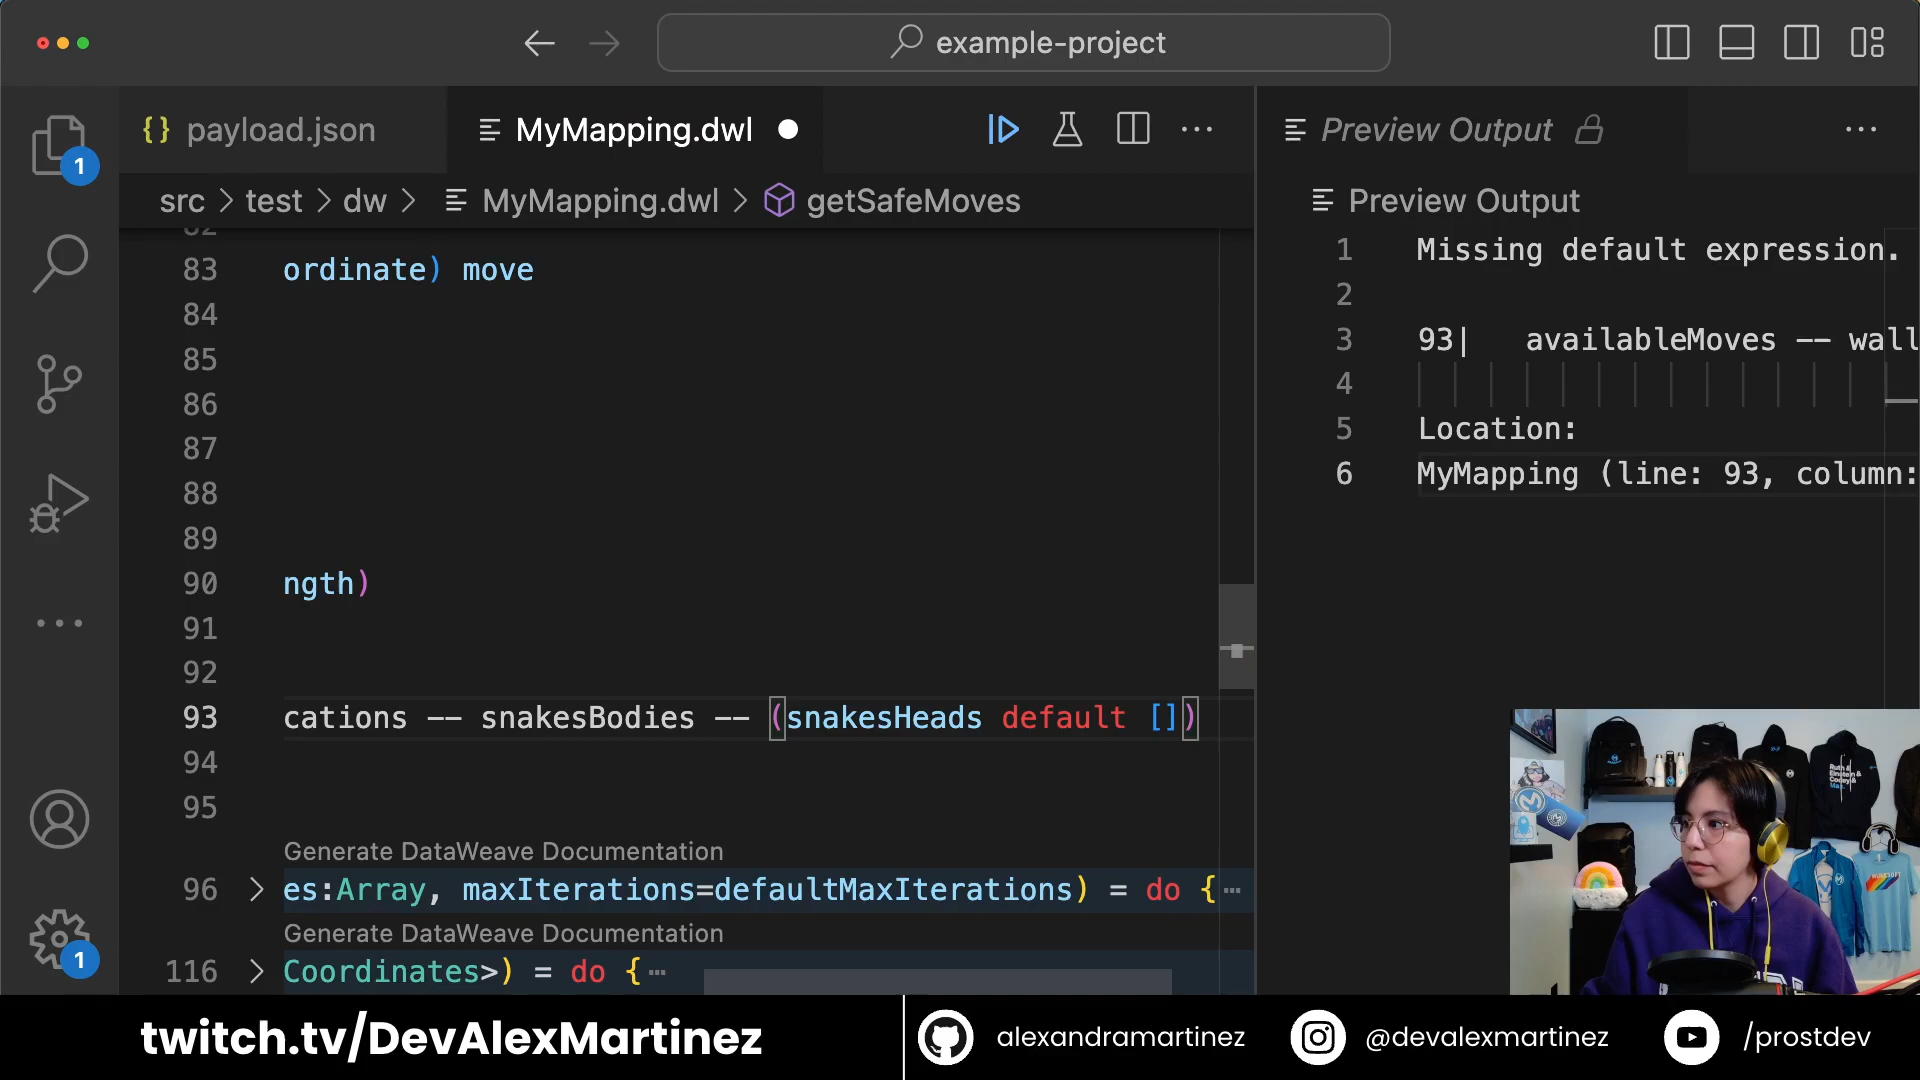 example-project
{} payload.json
MyMapping.dwl
Preview Output
1
src > test > dw > MyMapping.dwl > getSafeMoves
Preview Output
82
83 ordinate) move
84
85
86
87
88
89
90 ngth)
91
92
93 cations -- snakesBodies -- (snakesHeads default [])
94
95
Generate DataWeave Documentation
96 > es:Array, maxIterations=defaultMaxIterations) = do {
Generate DataWeave Documentation
116 > Coordinates>) = do {
1
1 Missing default expression.
2
3 93| availableMoves -- wall
4
5 Location:
6 MyMapping (line: 93, column:
twitch.tv/DevAlexMartinez
alexandramartinez
@devalexmartinez
/prostdev